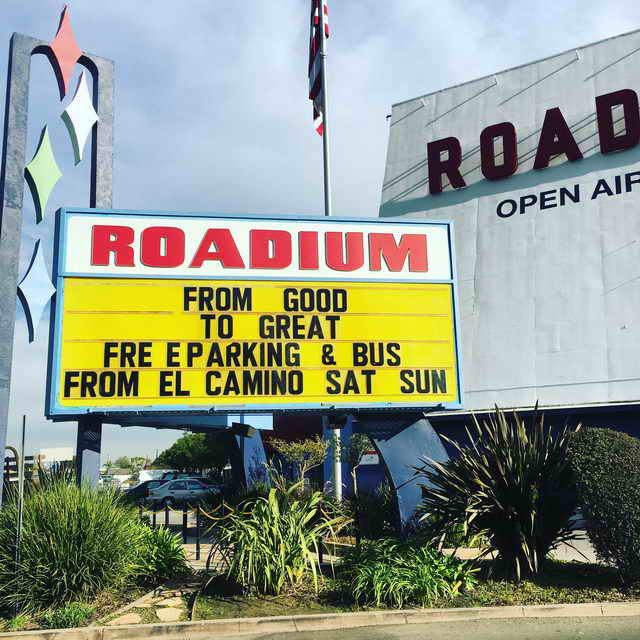 ROADIUM
FROM GOOD
TO GREAT
FRE EPARKING & BUS
FROM EL CAMINO SAT SUN
ROAD
OPEN AIR